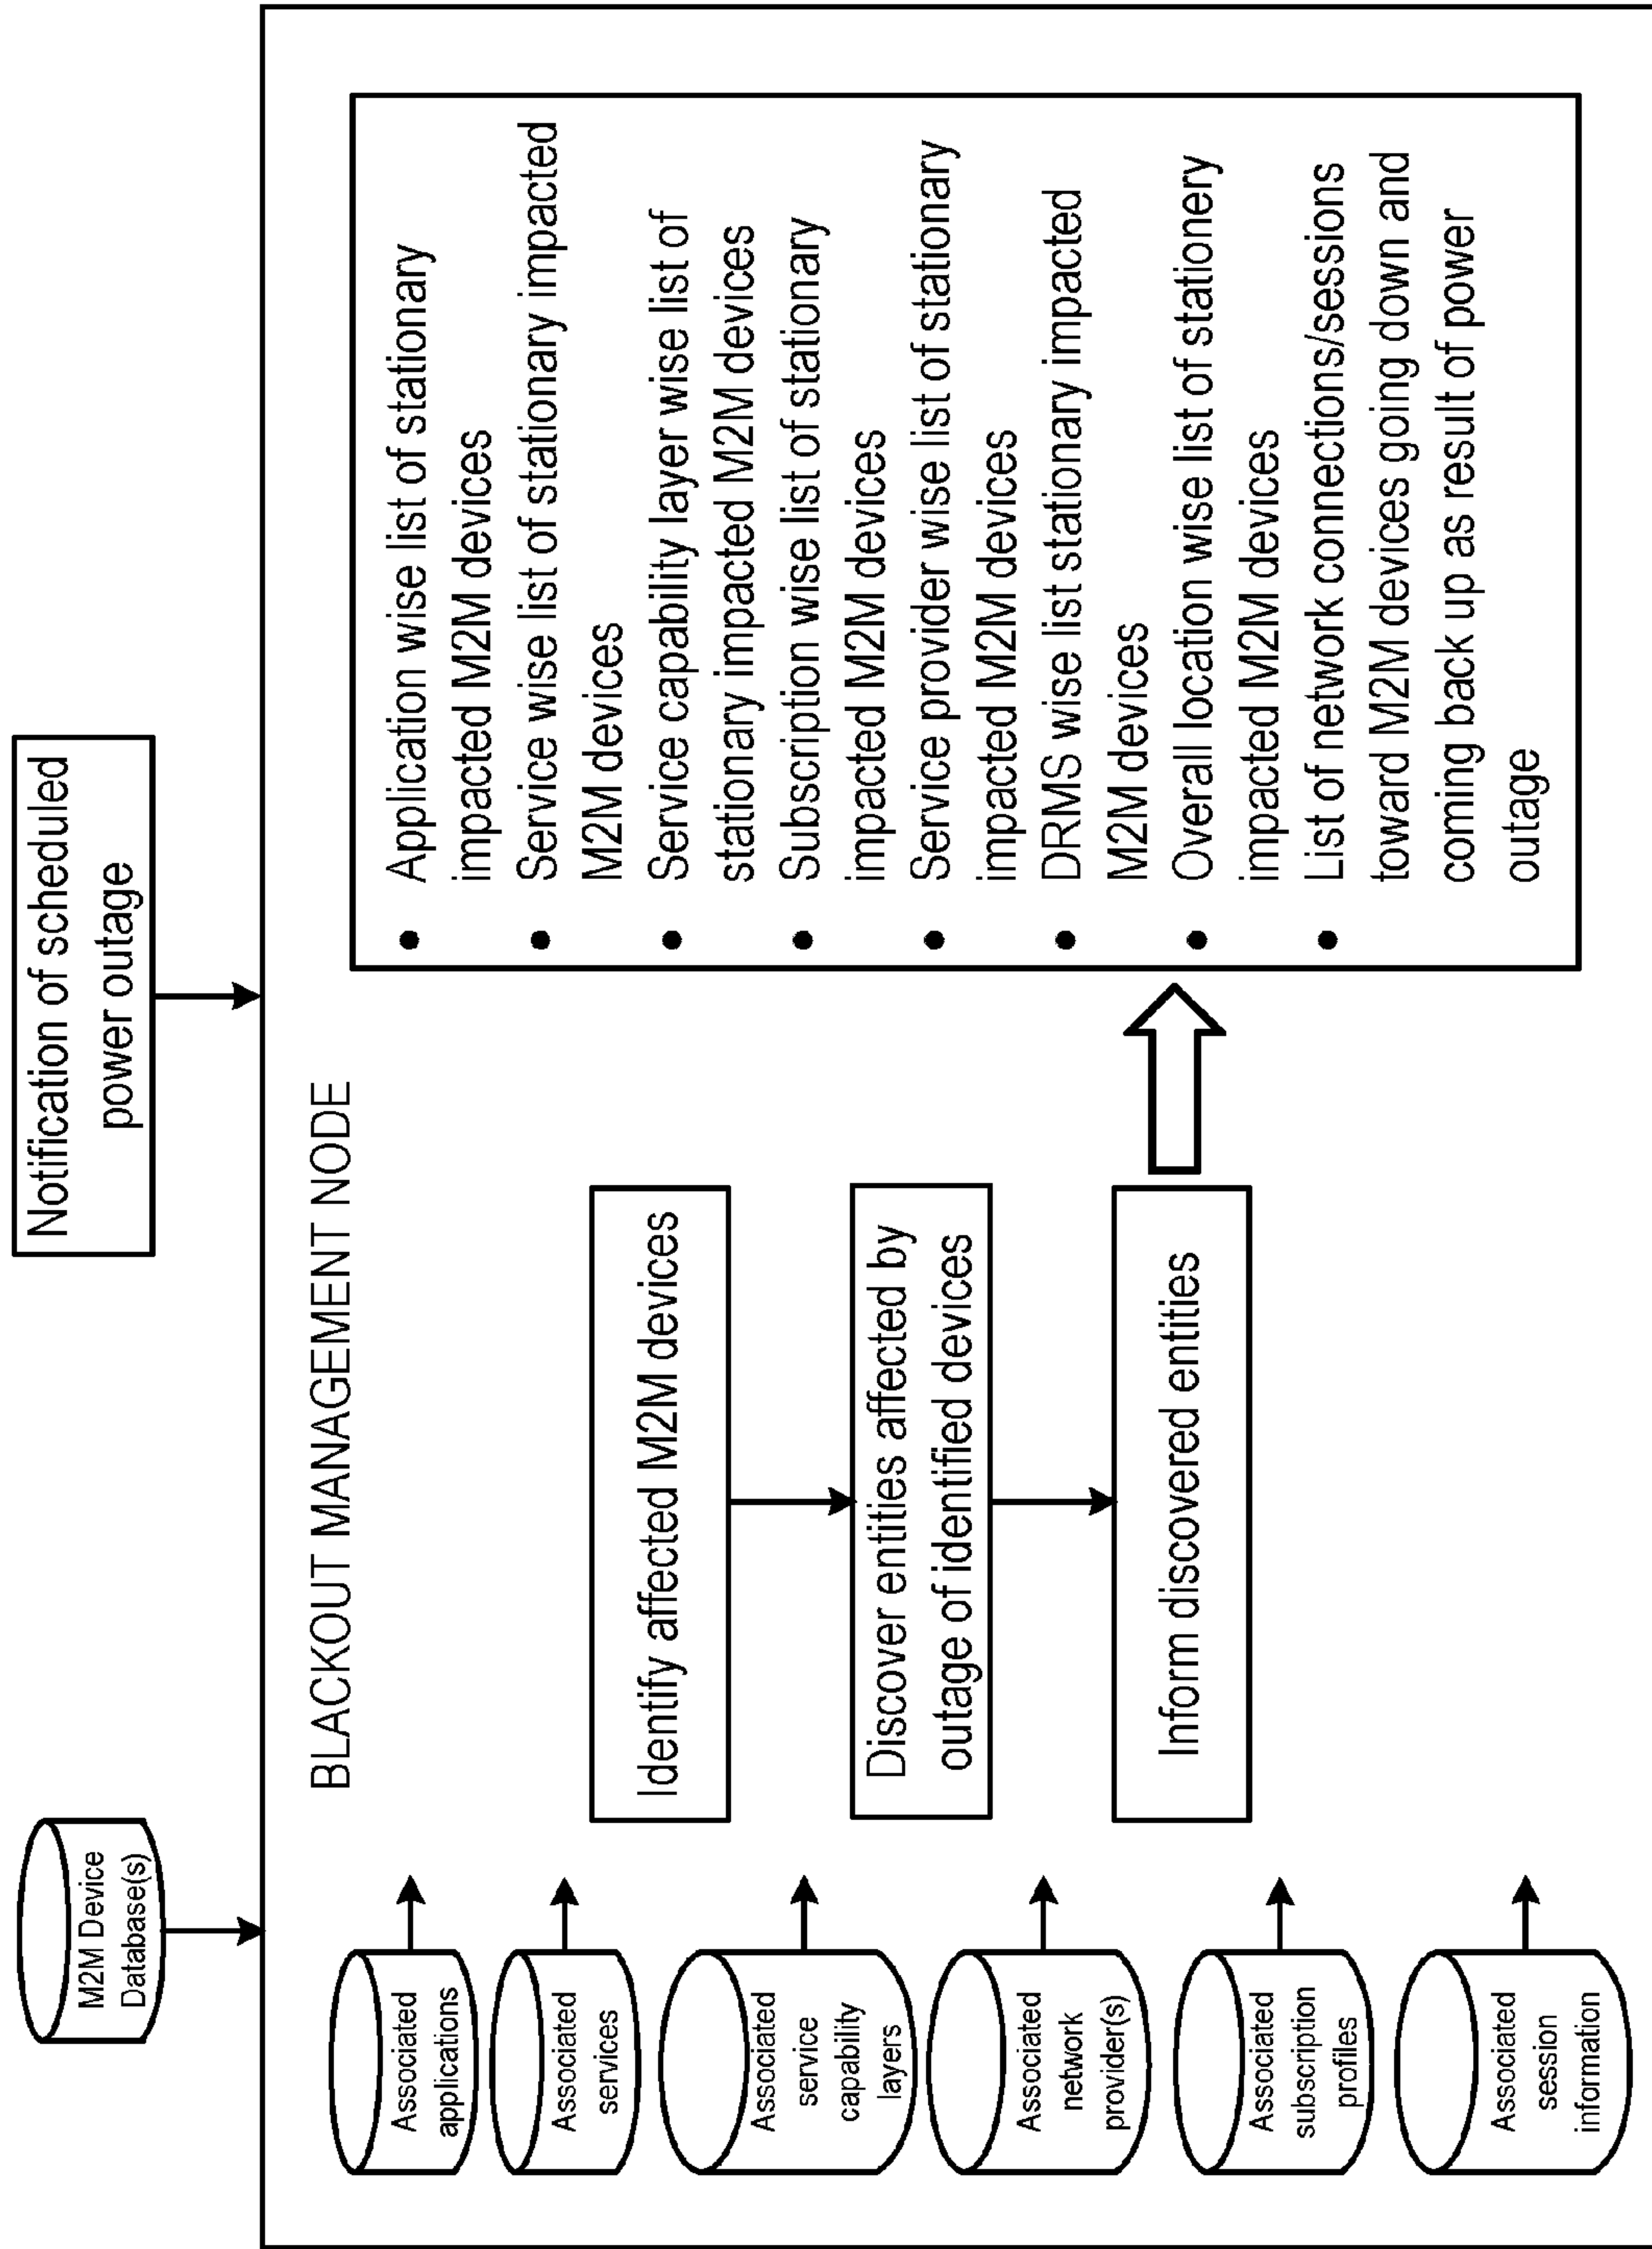 M2M Device
Database(s)
Notification of scheduled
power outage
BLACKOUT MANAGEMENT NODE
Associated
applications
Associated
services
Associated
service
capability
layers
Associated
network
provider(s)
Associated
subscription
profiles
Associated
session
information
Identify affected M2M devices
Discover entities affected by
outage of identified devices
Inform discovered entities
• Application wise list of stationary
impacted M2M devices
• Service wise list of stationary impacted
M2M devices
• Service capability layer wise list of
stationary impacted M2M devices
• Subscription wise list of stationary
impacted M2M devices
• Service provider wise list of stationary
impacted M2M devices
• DRMS wise list stationary impacted
M2M devices
• Overall location wise list of stationery
impacted M2M devices
• List of network connections/sessions
toward M2M devices going down and
coming back up as result of power
outage